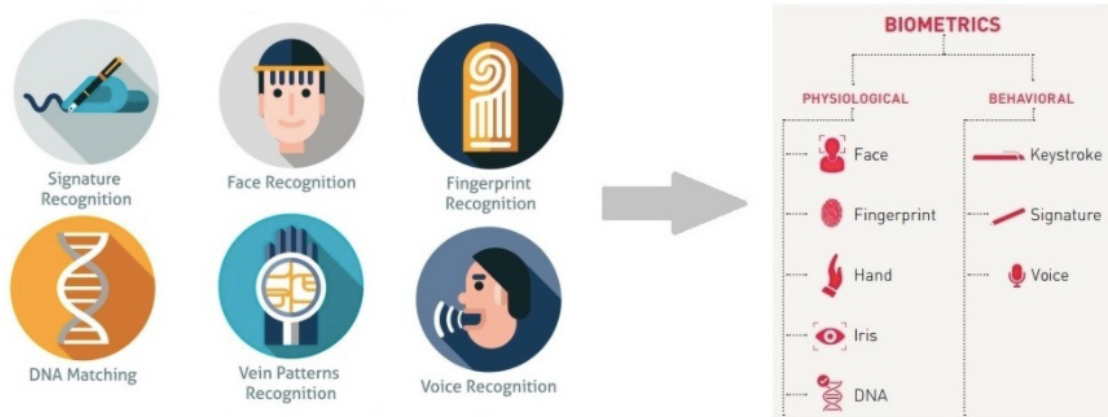 Signature
Recognition
Face Recognition
Fingerprint
Recognition
DNA Matching
Vein Patterns
Recognition
Voice Recognition
BIOMETRICS
PHYSIOLOGICAL
Face
Fingerprint
Hand
Iris
DNA
BEHAVIORAL
Keystroke
Signature
Voice